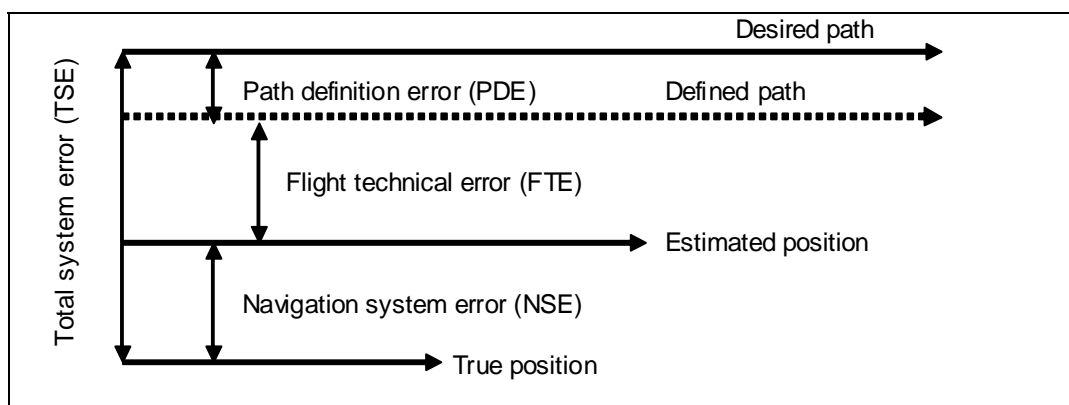 Desired path
Path definition error (PDE)
Defined path
Total system error (TSE)
Flight technical error (FTE)
Estimated position
Navigation system error (NSE)
True position